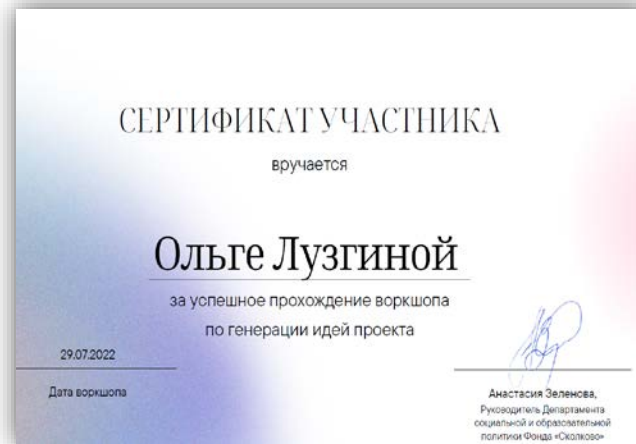 СЕРТИФИКАТ УЧАСТНИКА
вручается
Ольге Лузгиной
за успешное прохождение воркшопа
по генерации идей проекта
29.07.2022
Дата воркшопа
Анастасия Зеленова,
Руководитель Департамента
социальной и образовательной
политики Фонда «Сколково»